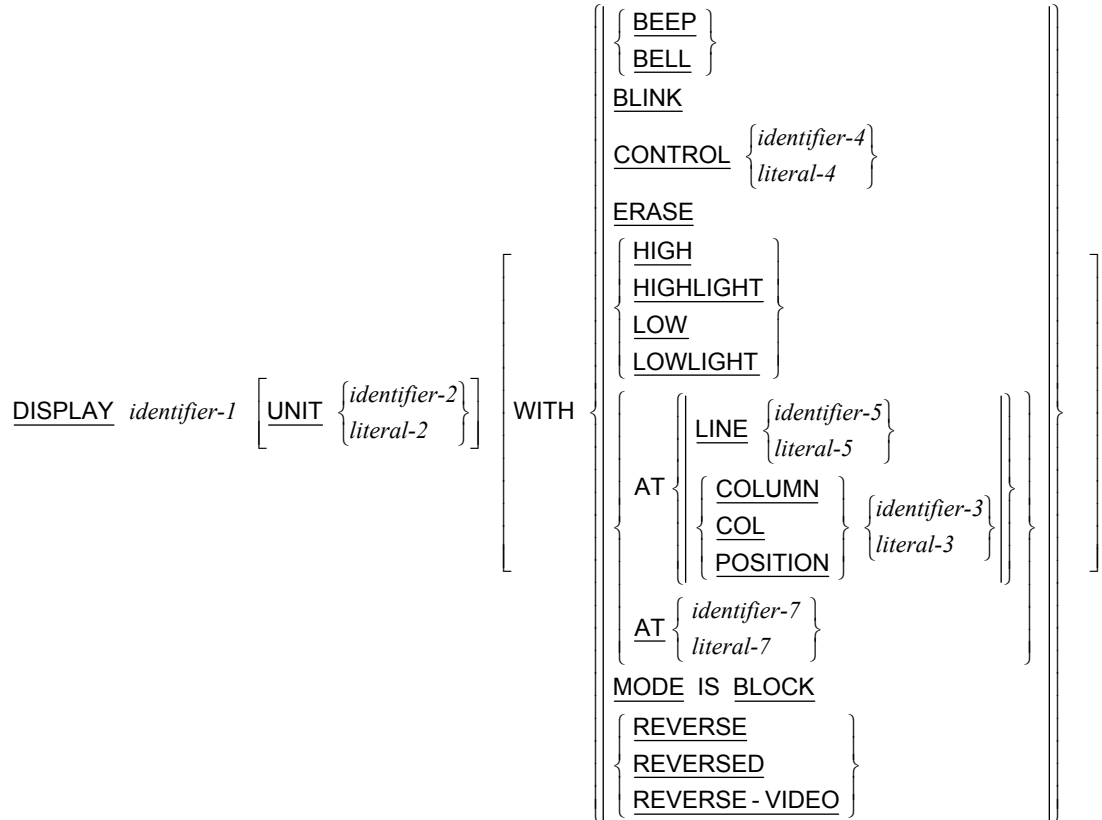 BEEP
BELL
BLINK
CONTROL identifier-4
literal-4
ERASE
HIGH
HIGHLIGHT
LOW
LOWLIGHT
DISPLAY identifier-1 UNIT identifier-2
literal-2
WITH
AT
LINE identifier-5
literal-5
COLUMN
COL
POSITION
identifier-3
literal-3
AT identifier-7
literal-7
MODE IS BLOCK
REVERSE
REVERSED
REVERSE - VIDEO